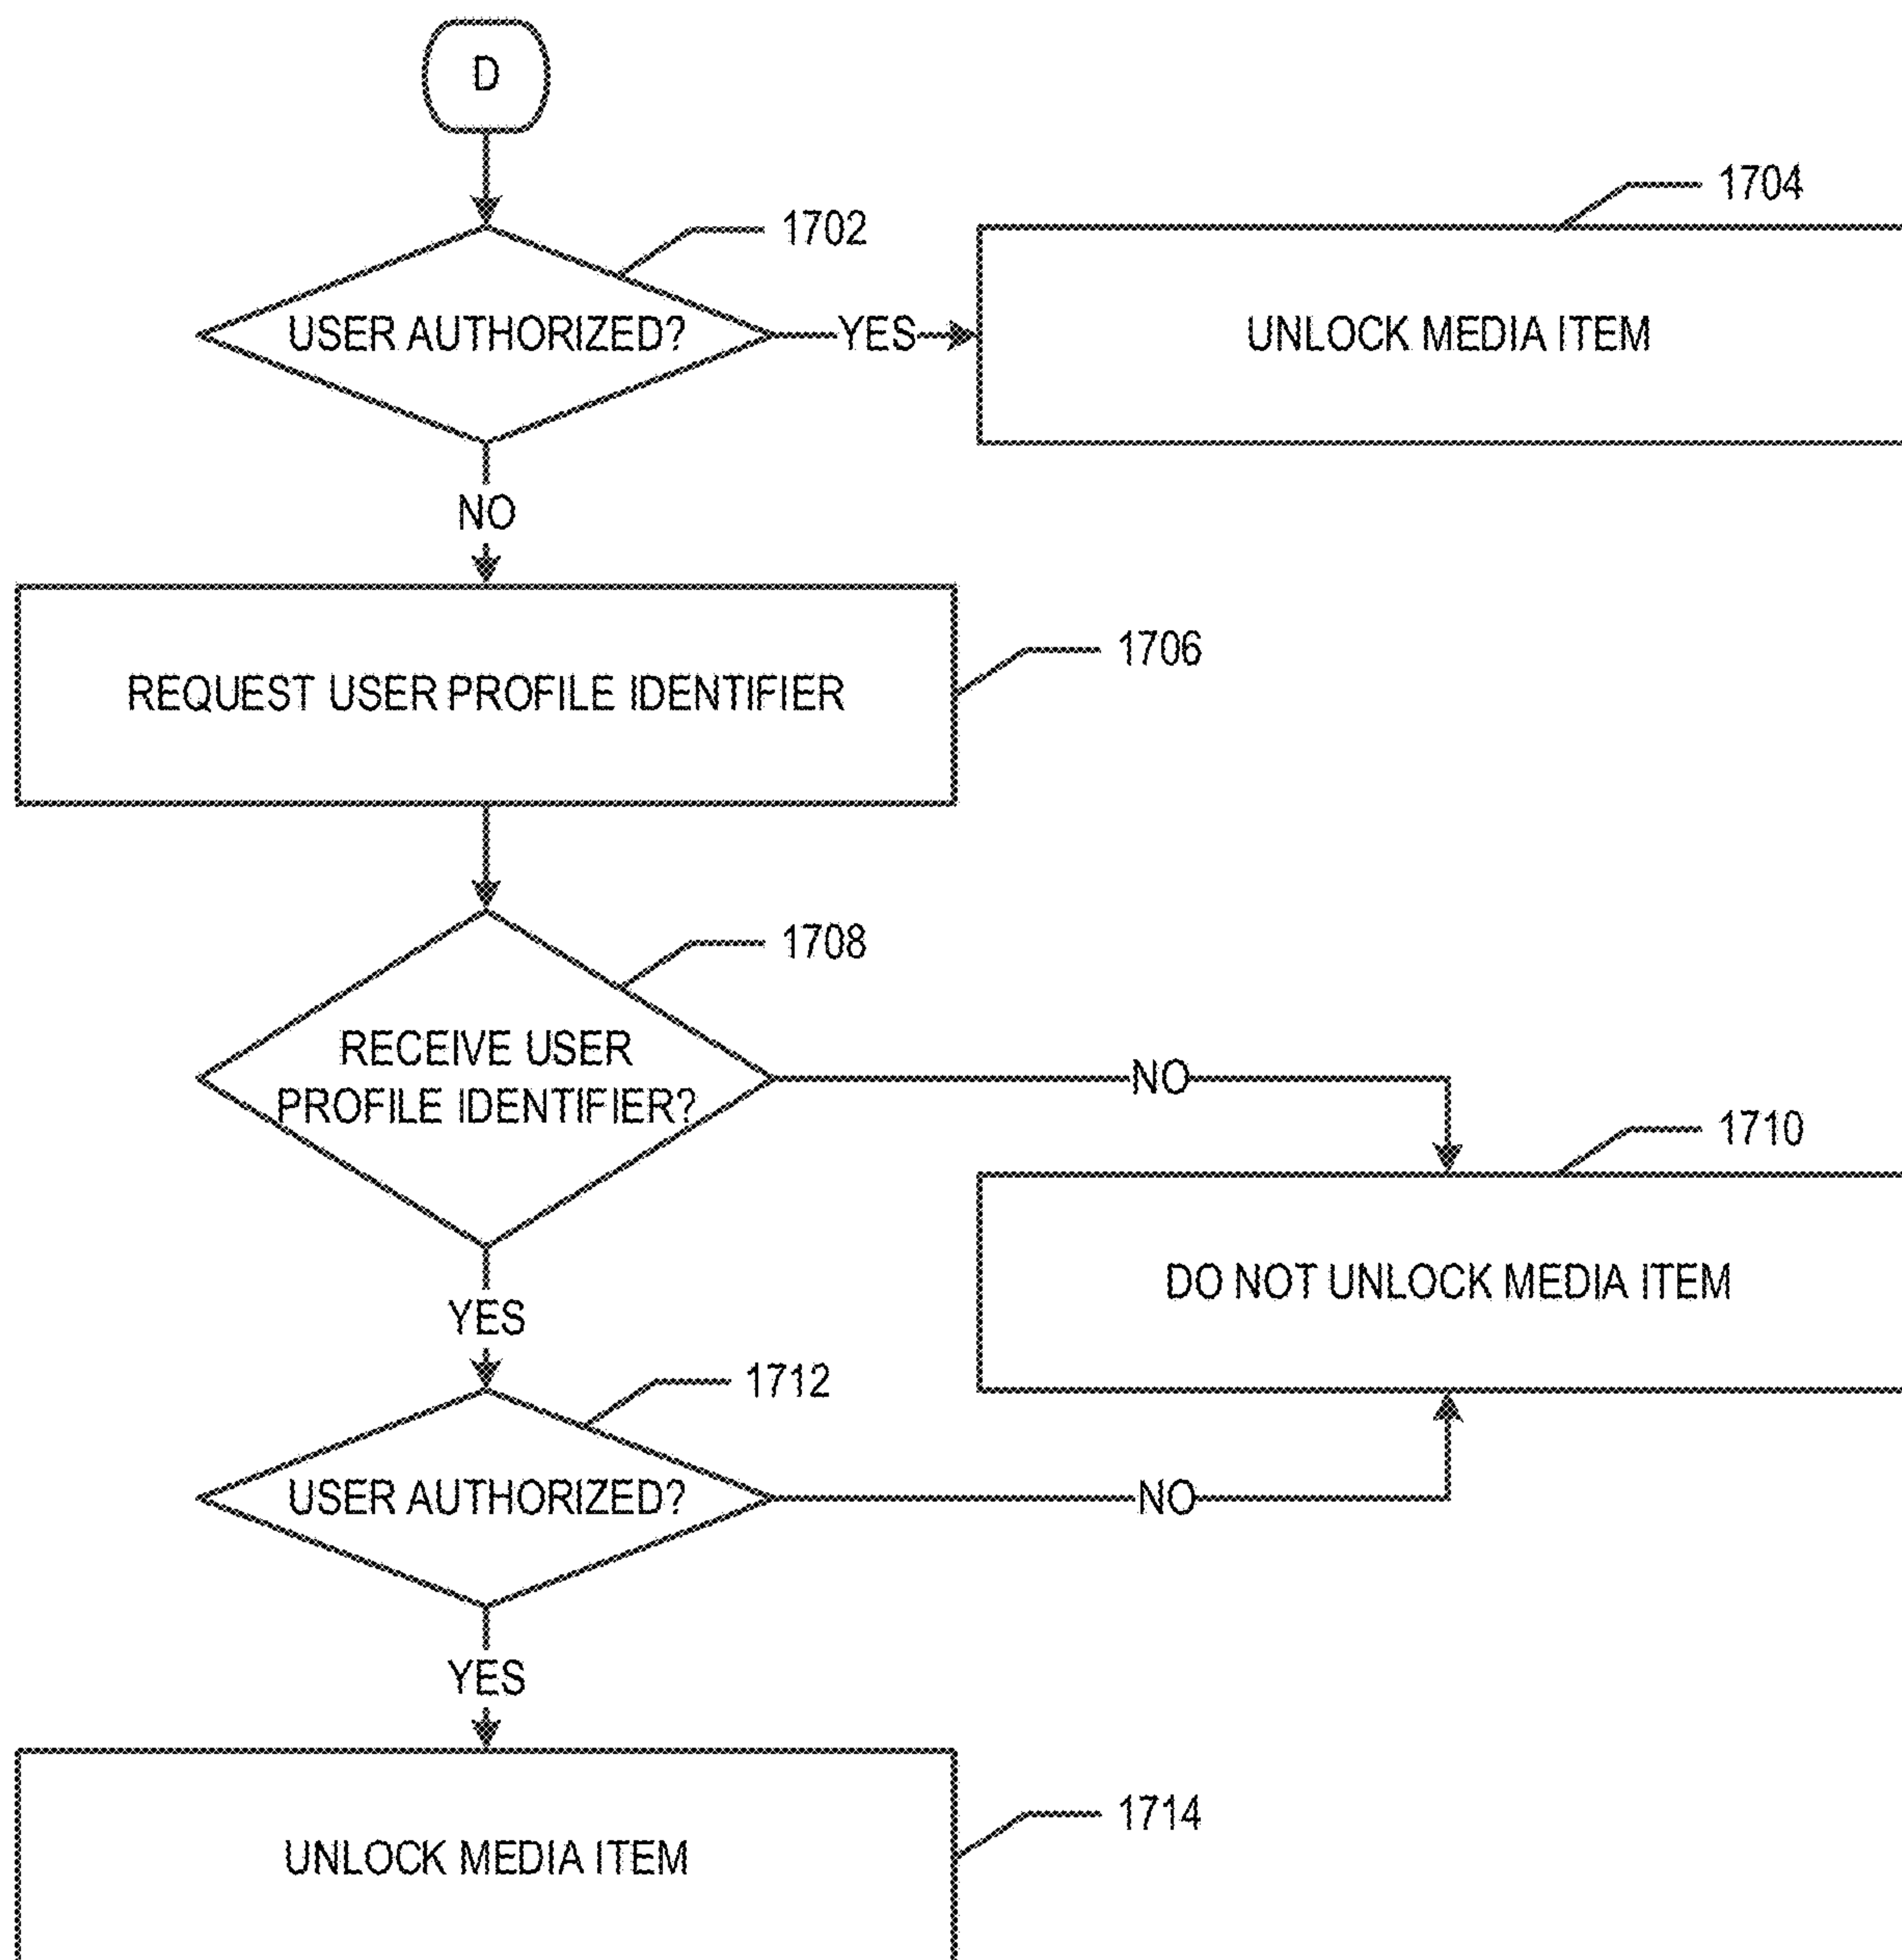 D
1702
1704
USER AUTHORIZED?
YES
UNLOCK MEDIA ITEM
NO
1706
REQUEST USER PROFILE IDENTIFIER
1708
RECEIVE USER
PROFILE IDENTIFIER?
NO
1710
DO NOT UNLOCK MEDIA ITEM
YES
1712
USER AUTHORIZED?
NO
YES
1714
UNLOCK MEDIA ITEM